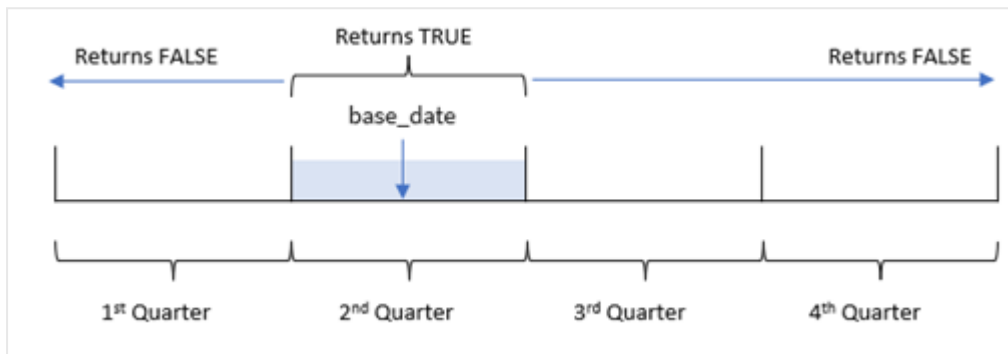 Returns TRUE
Returns FALSE
Returns FALSE
base_date
1st Quarter
2nd Quarter
3rd Quarter
4th Quarter